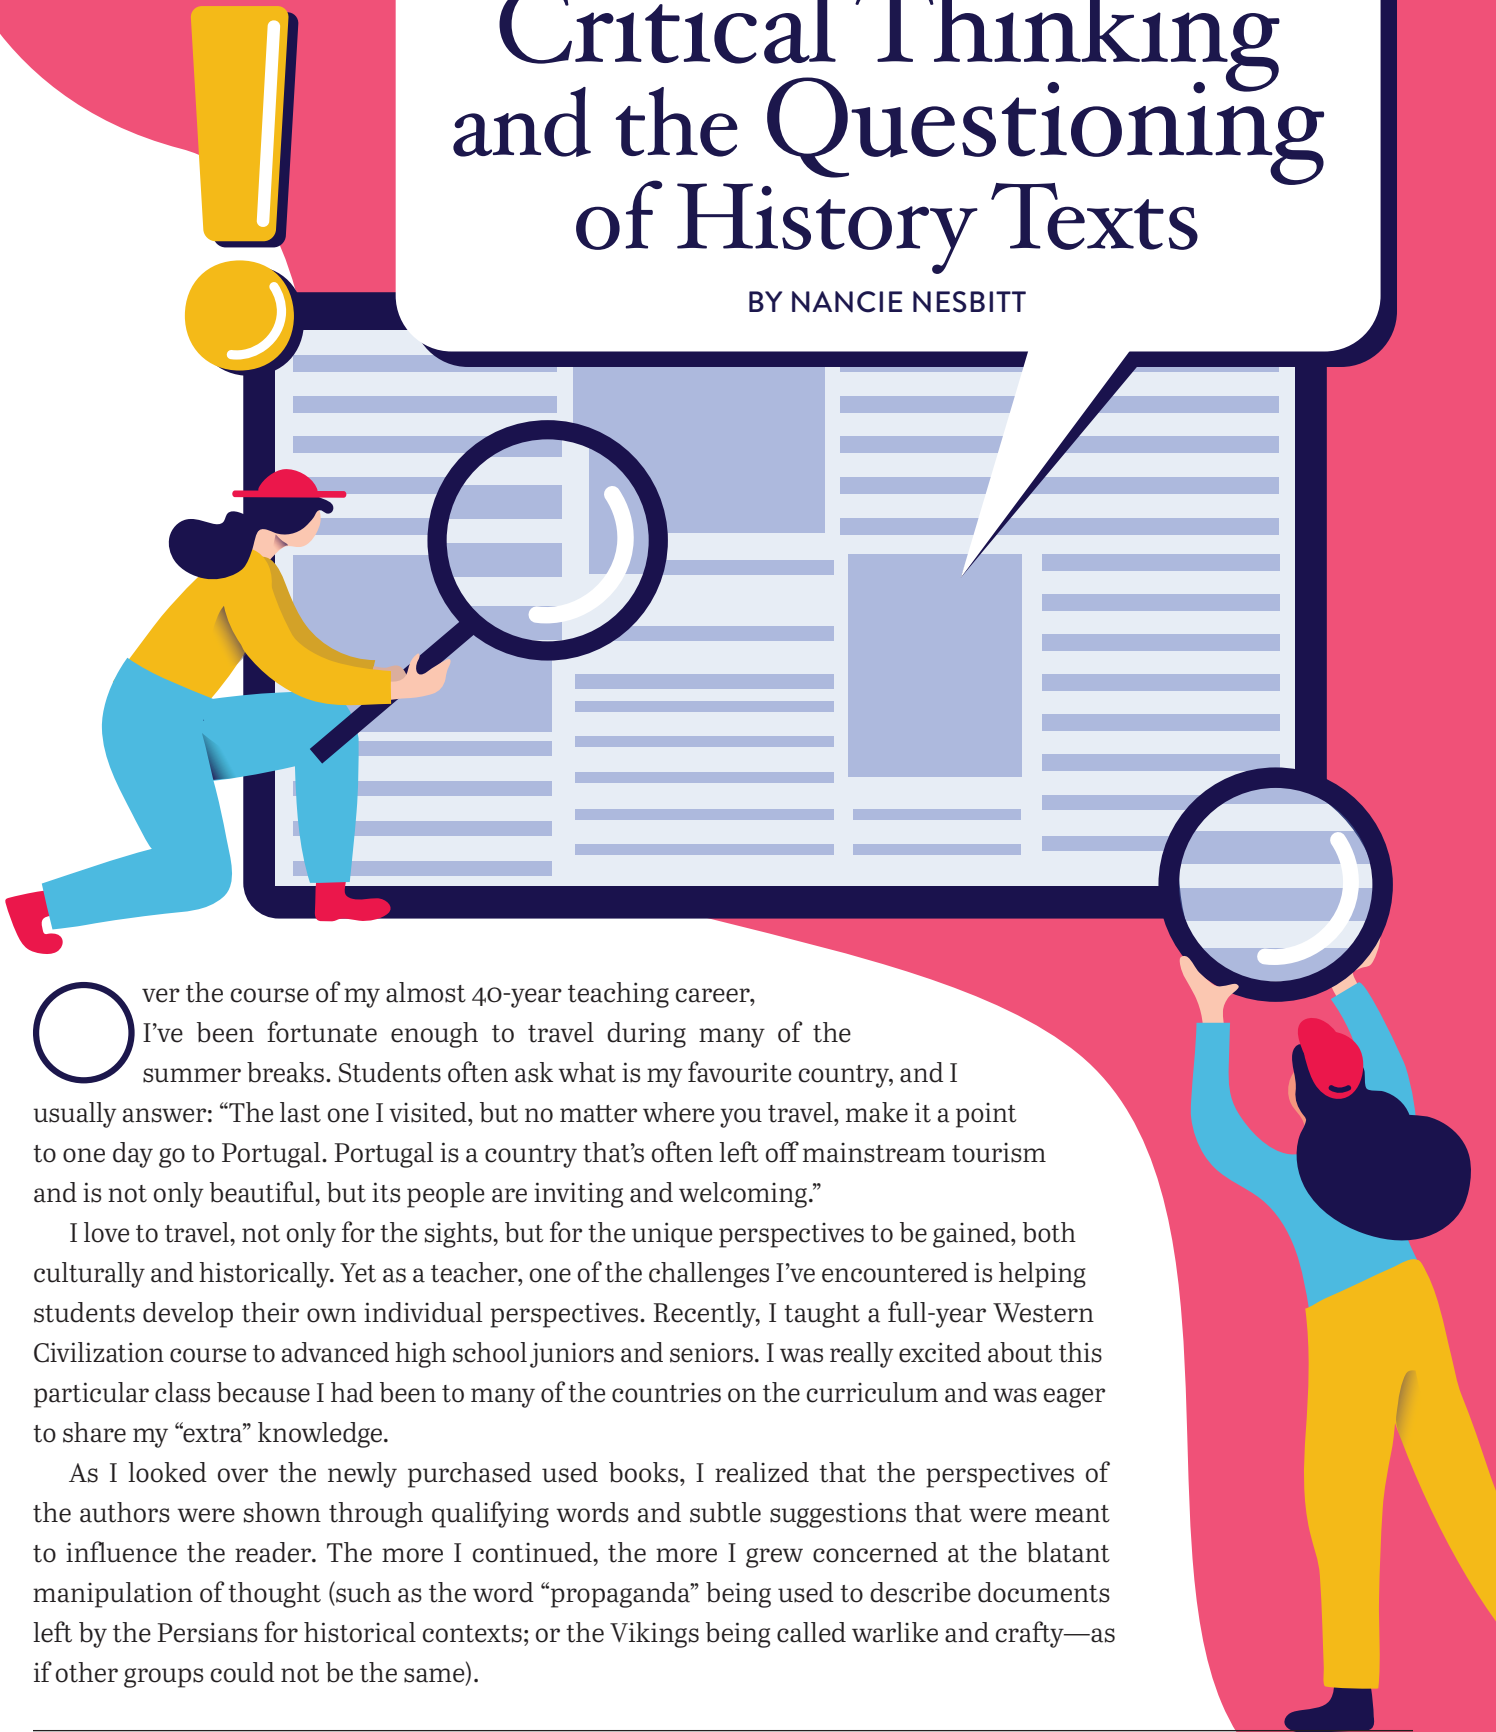 Critical Thinking
and the Questioning
of History Texts
BY NANCIE NESBITT
Over the course of my almost 40-year teaching career,
I’ve been fortunate enough to travel during many of the
summer breaks. Students often ask what is my favourite country, and I
usually answer: “The last one I visited, but no matter where you travel, make it a point
to one day go to Portugal. Portugal is a country that’s often left off mainstream tourism
and is not only beautiful, but its people are inviting and welcoming.”
I love to travel, not only for the sights, but for the unique perspectives to be gained, both
culturally and historically. Yet as a teacher, one of the challenges I’ve encountered is helping
students develop their own individual perspectives. Recently, I taught a full-year Western
Civilization course to advanced high school juniors and seniors. I was really excited about this
particular class because I had been to many of the countries on the curriculum and was eager
to share my “extra” knowledge.
As I looked over the newly purchased used books, I realized that the perspectives of
the authors were shown through qualifying words and subtle suggestions that were meant
to influence the reader. The more I continued, the more I grew concerned at the blatant
manipulation of thought (such as the word “propaganda” being used to describe documents
left by the Persians for historical contexts; or the Vikings being called warlike and crafty—as
if other groups could not be the same).